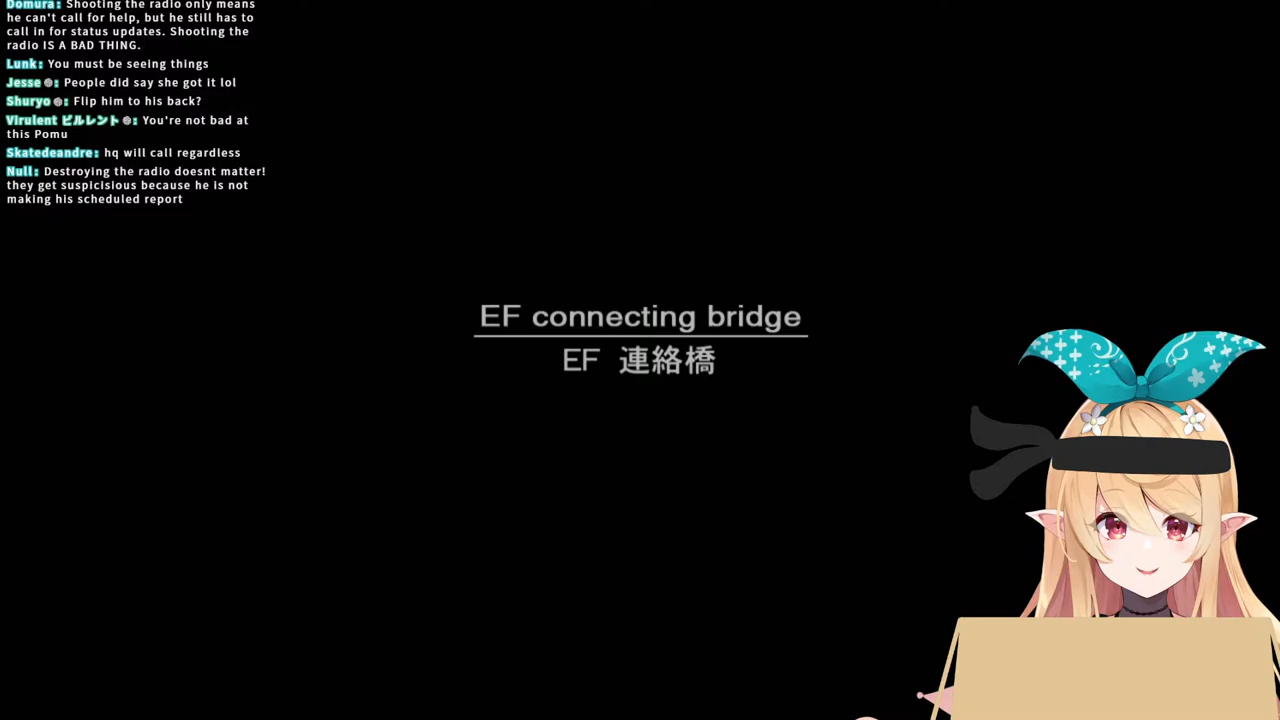 Domura: Shooting the radio only means
he can't call for help, but he still has to
call in for status updates. Shooting the
radio IS A BAD THING.
Lunk: You must be seeing things
Jesse: People did say she got it lol
Shuryo: Flip him to his back?
Virulent ビルレント: You're not bad at
this Pomu
Skatedeandre: hq will call regardless
Null: Destroying the radio doesnt matter!
they get suspicisious because he is not
making his scheduled report
EF connecting bridge
EF 連絡橋